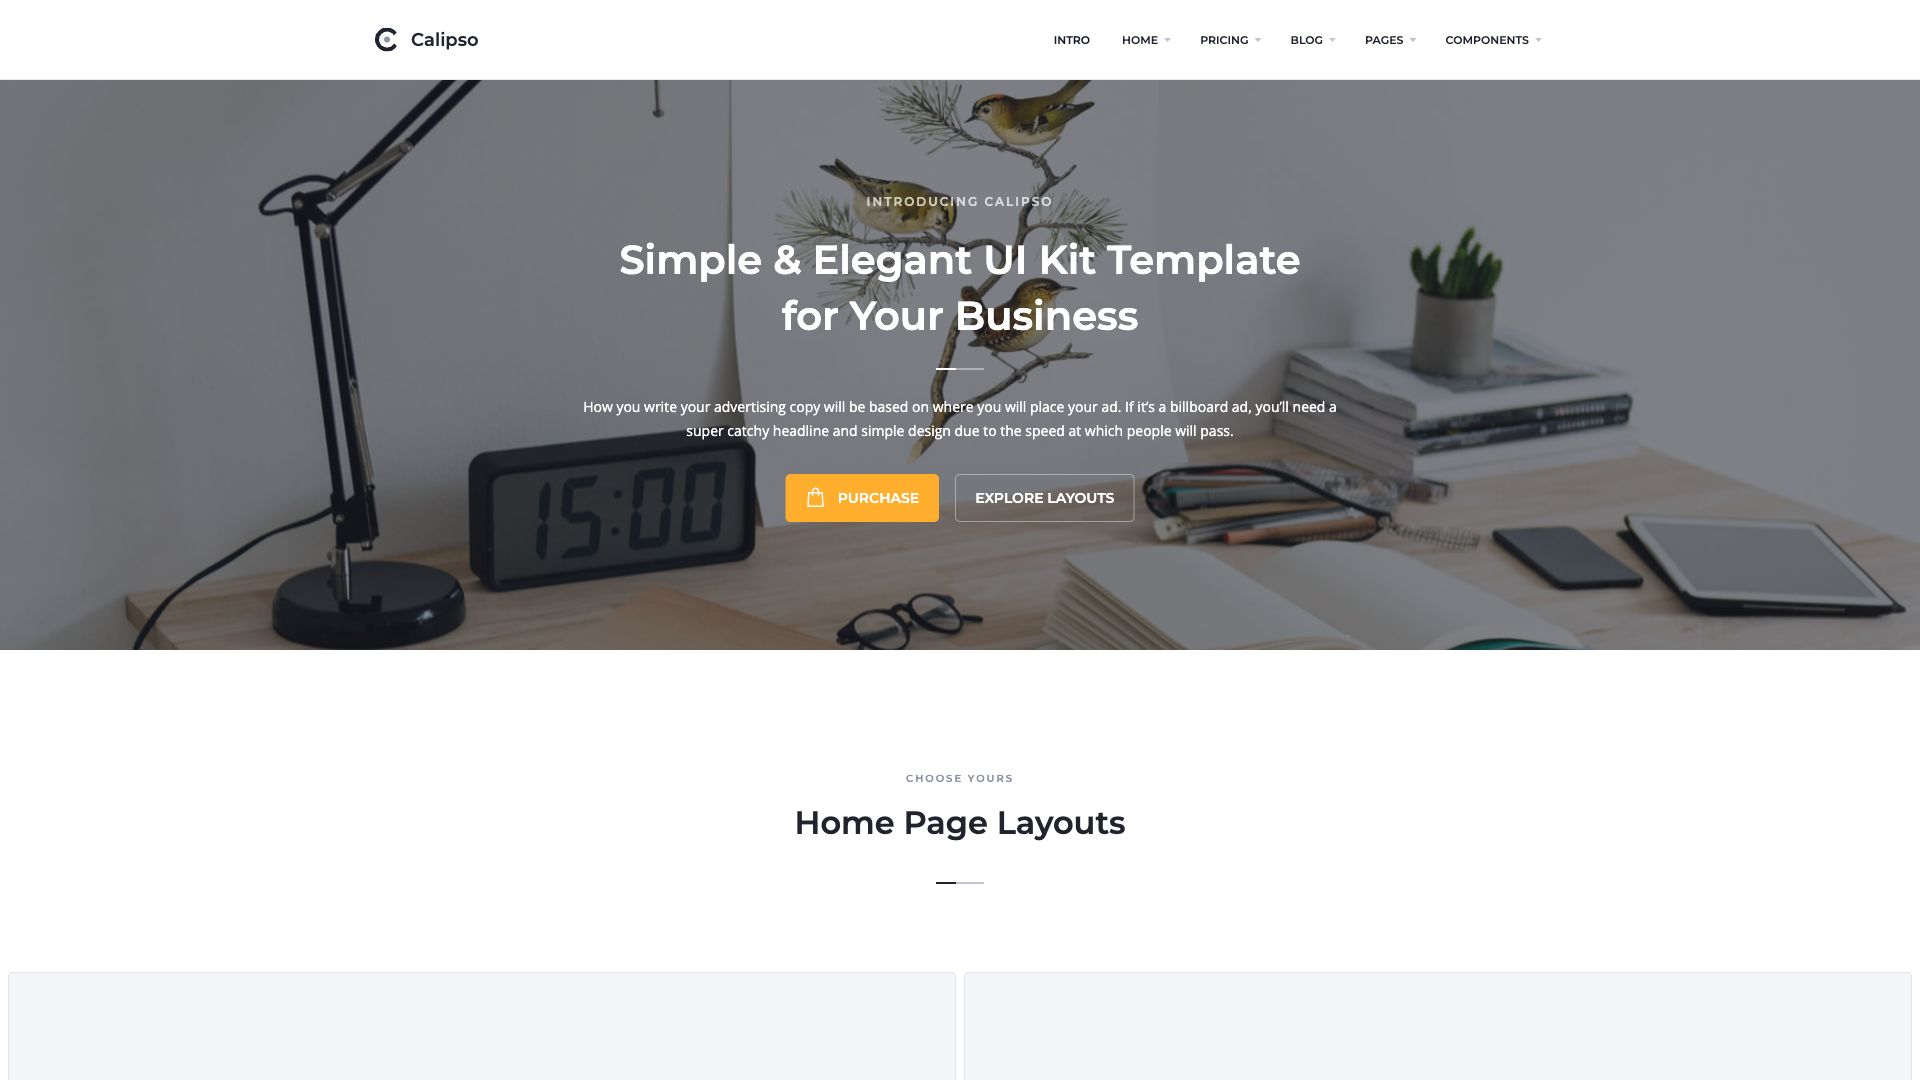 Calipso
INTRO
HOME
PRICING
BLOG
PAGES
COMPONENTS
INTRODUCING CALIPSO
Simple & Elegant UI Kit Template
for Your Business
How you write your advertising copy will be based on where you will place your ad. If it’s a billboard ad, you’ll need a
super catchy headline and simple design due to the speed at which people will pass.
15:00
PURCHASE
EXPLORE LAYOUTS
CHOOSE YOURS
Home Page Layouts